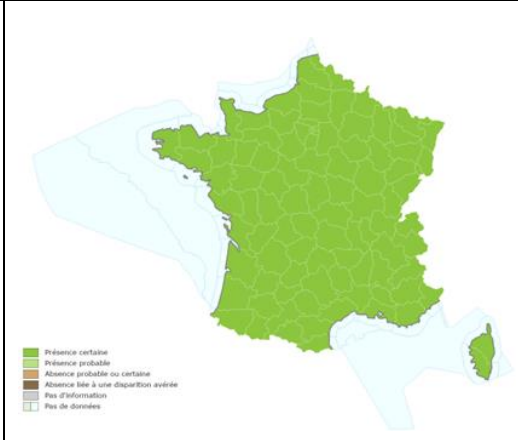 Présence certaine
Présence probable
Absence probable ou certaine
Absence liée à une disparition avérée
Pas d'information
Pas de données